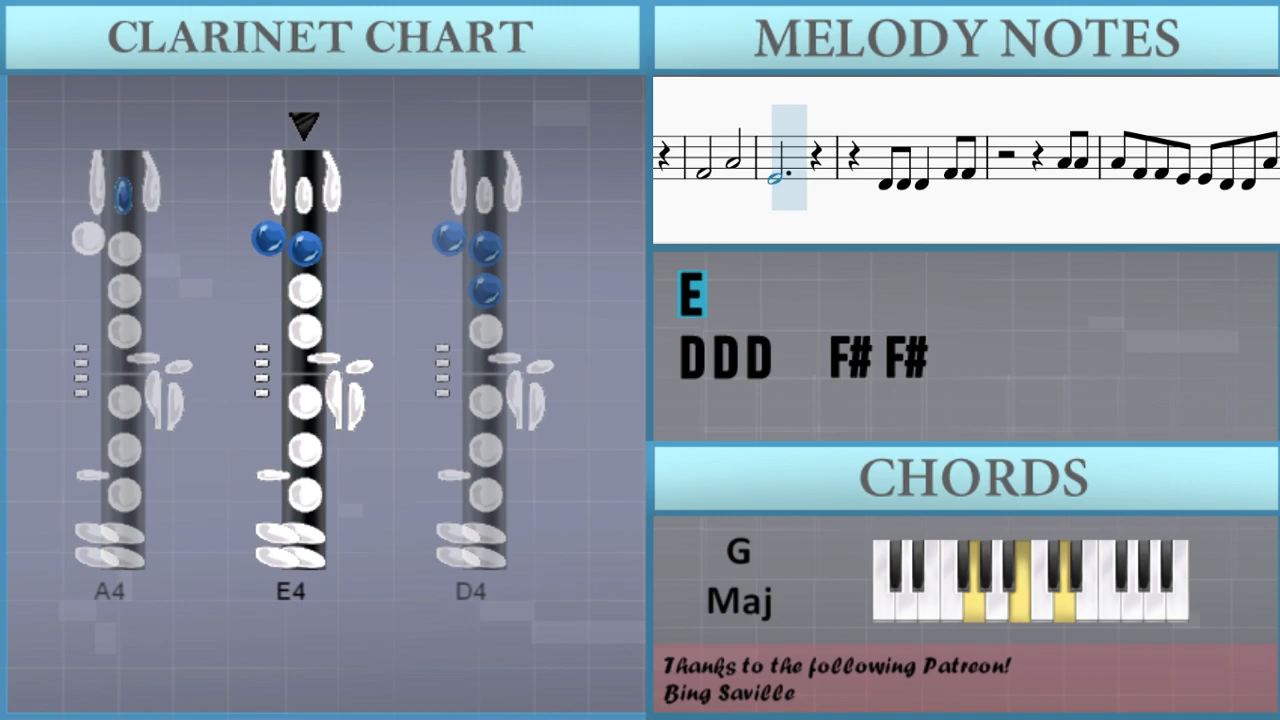 CLARINET CHART
A4 E4 D4
MELODY NOTES
E
D D D F# F#
CHORDS
G
Maj
Thanks to the following Patreon!
Bing Saville